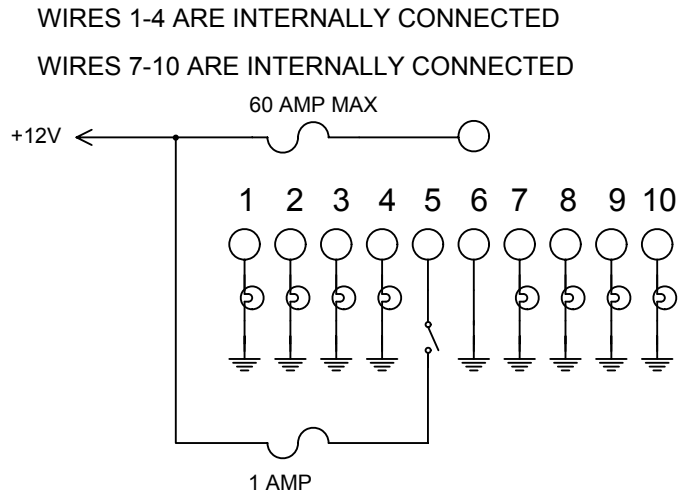 WIRES 1-4 ARE INTERNALLY CONNECTED
WIRES 7-10 ARE INTERNALLY CONNECTED
60 AMP MAX
+12V
1 2 3 4 5 6 7 8 9 10
1 AMP